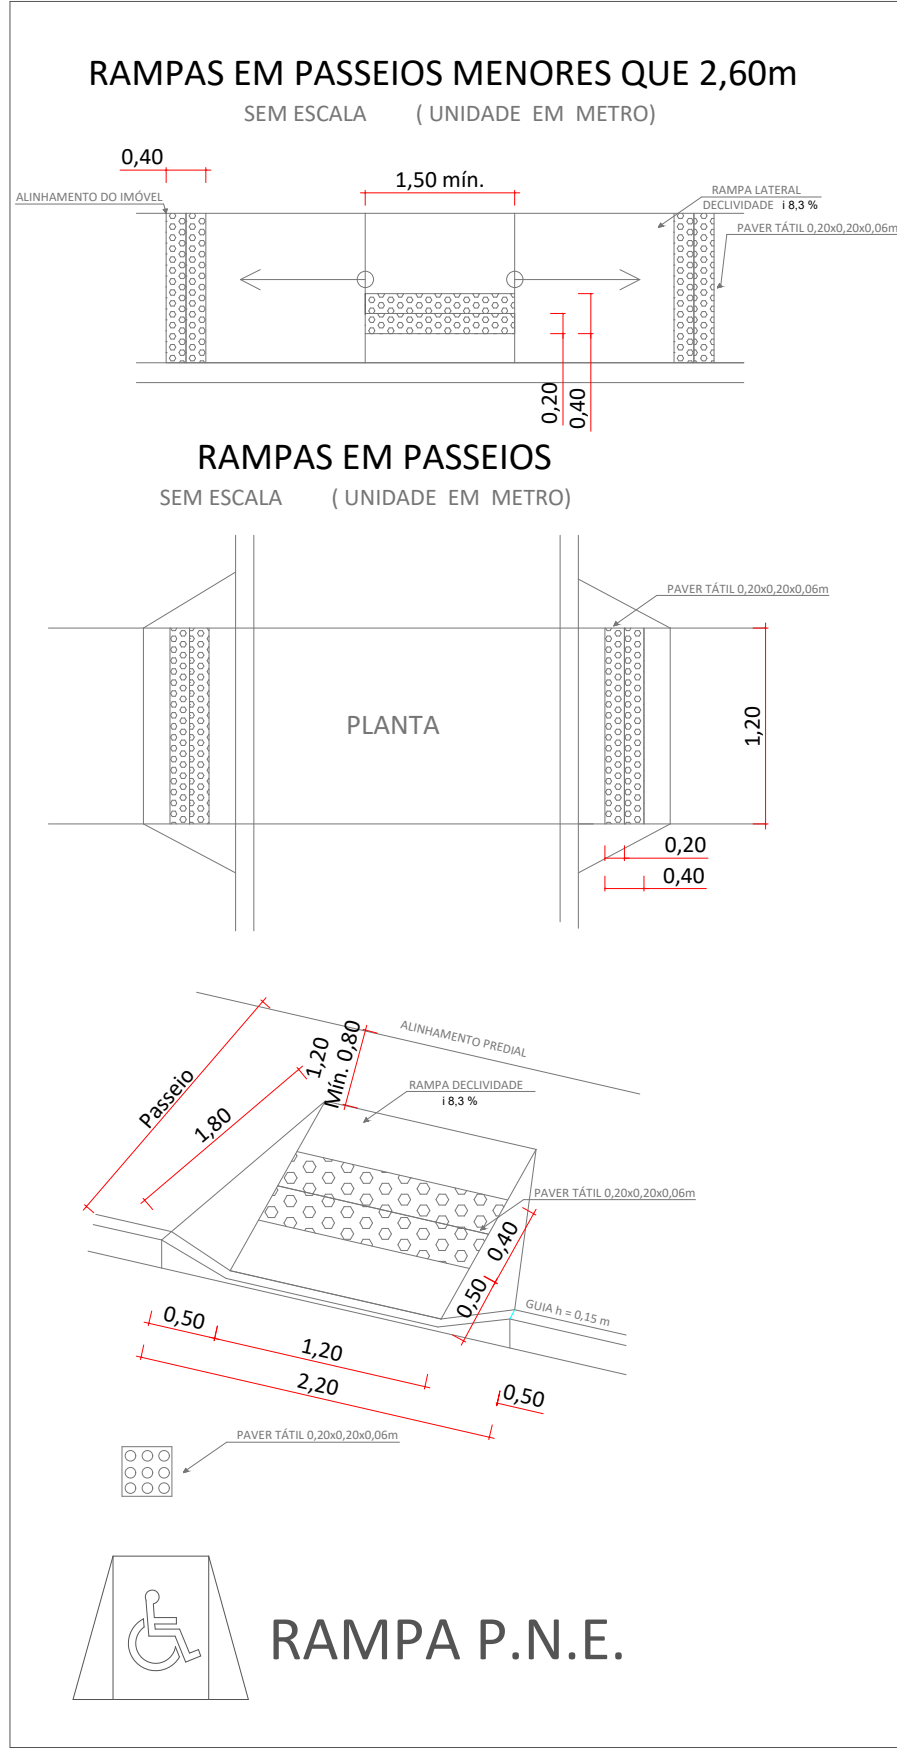 RAMPAS EM PASSEIOS MENORES QUE 2,60m
SEM ESCALA ( UNIDADE EM METRO)
0,40
1,50 mín.
ALINHAMENTO DO IMÓVEL
RAMPA LATERAL
DECLIVIDADE i 8,3 %
PAVER TÁTIL 0,20x0,20x0,06m
0,20
0,40
RAMPAS EM PASSEIOS
SEM ESCALA ( UNIDADE EM METRO)
PAVER TÁTIL 0,20x0,20x0,06m
PLANTA
1,20
0,20
0,40
ALINHAMENTO PREDIAL
Passeio
1,80
1,20
Mín. 0,80
RAMPA DECLIVIDADE
i 8,3 %
PAVER TÁTIL 0,20x0,20x0,06m
0,40
0,50
GUIA h = 0,15 m
0,50
1,20
2,20
0,50
PAVER TÁTIL 0,20x0,20x0,06m
RAMPA P.N.E.